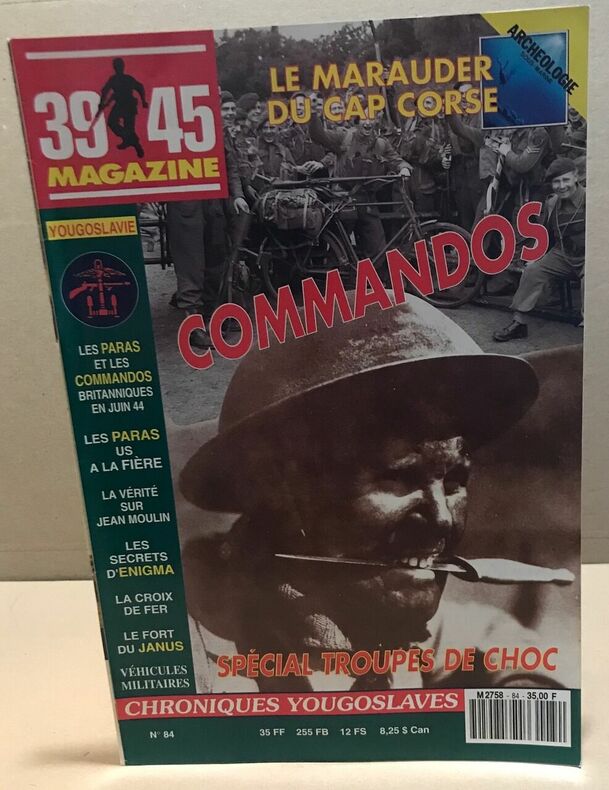 39 45
MAGAZINE
LE MARAUDER
DU CAP CORSE
ARCHEOLOGIE
SOUS-MARINE
YOUGOSLAVIE
COMMANDOS
LES PARAS
ET LES
COMMANDOS
BRITANNIQUES
EN JUIN 44
LES PARAS
US
A LA FIÈRE
LA VÉRITÉ
SUR
JEAN MOULIN
LES
SECRETS
D'ENIGMA
LA CROIX
DE FER
LE FORT
DU JANUS
VÉHICULES
MILITAIRES
SPÉCIAL TROUPES DE CHOC
CHRONIQUES YOUGOSLAVES
M 2758 - 84 - 35,00 F
N° 84 35 FF 255 FB 12 FS 8,25 $ Can